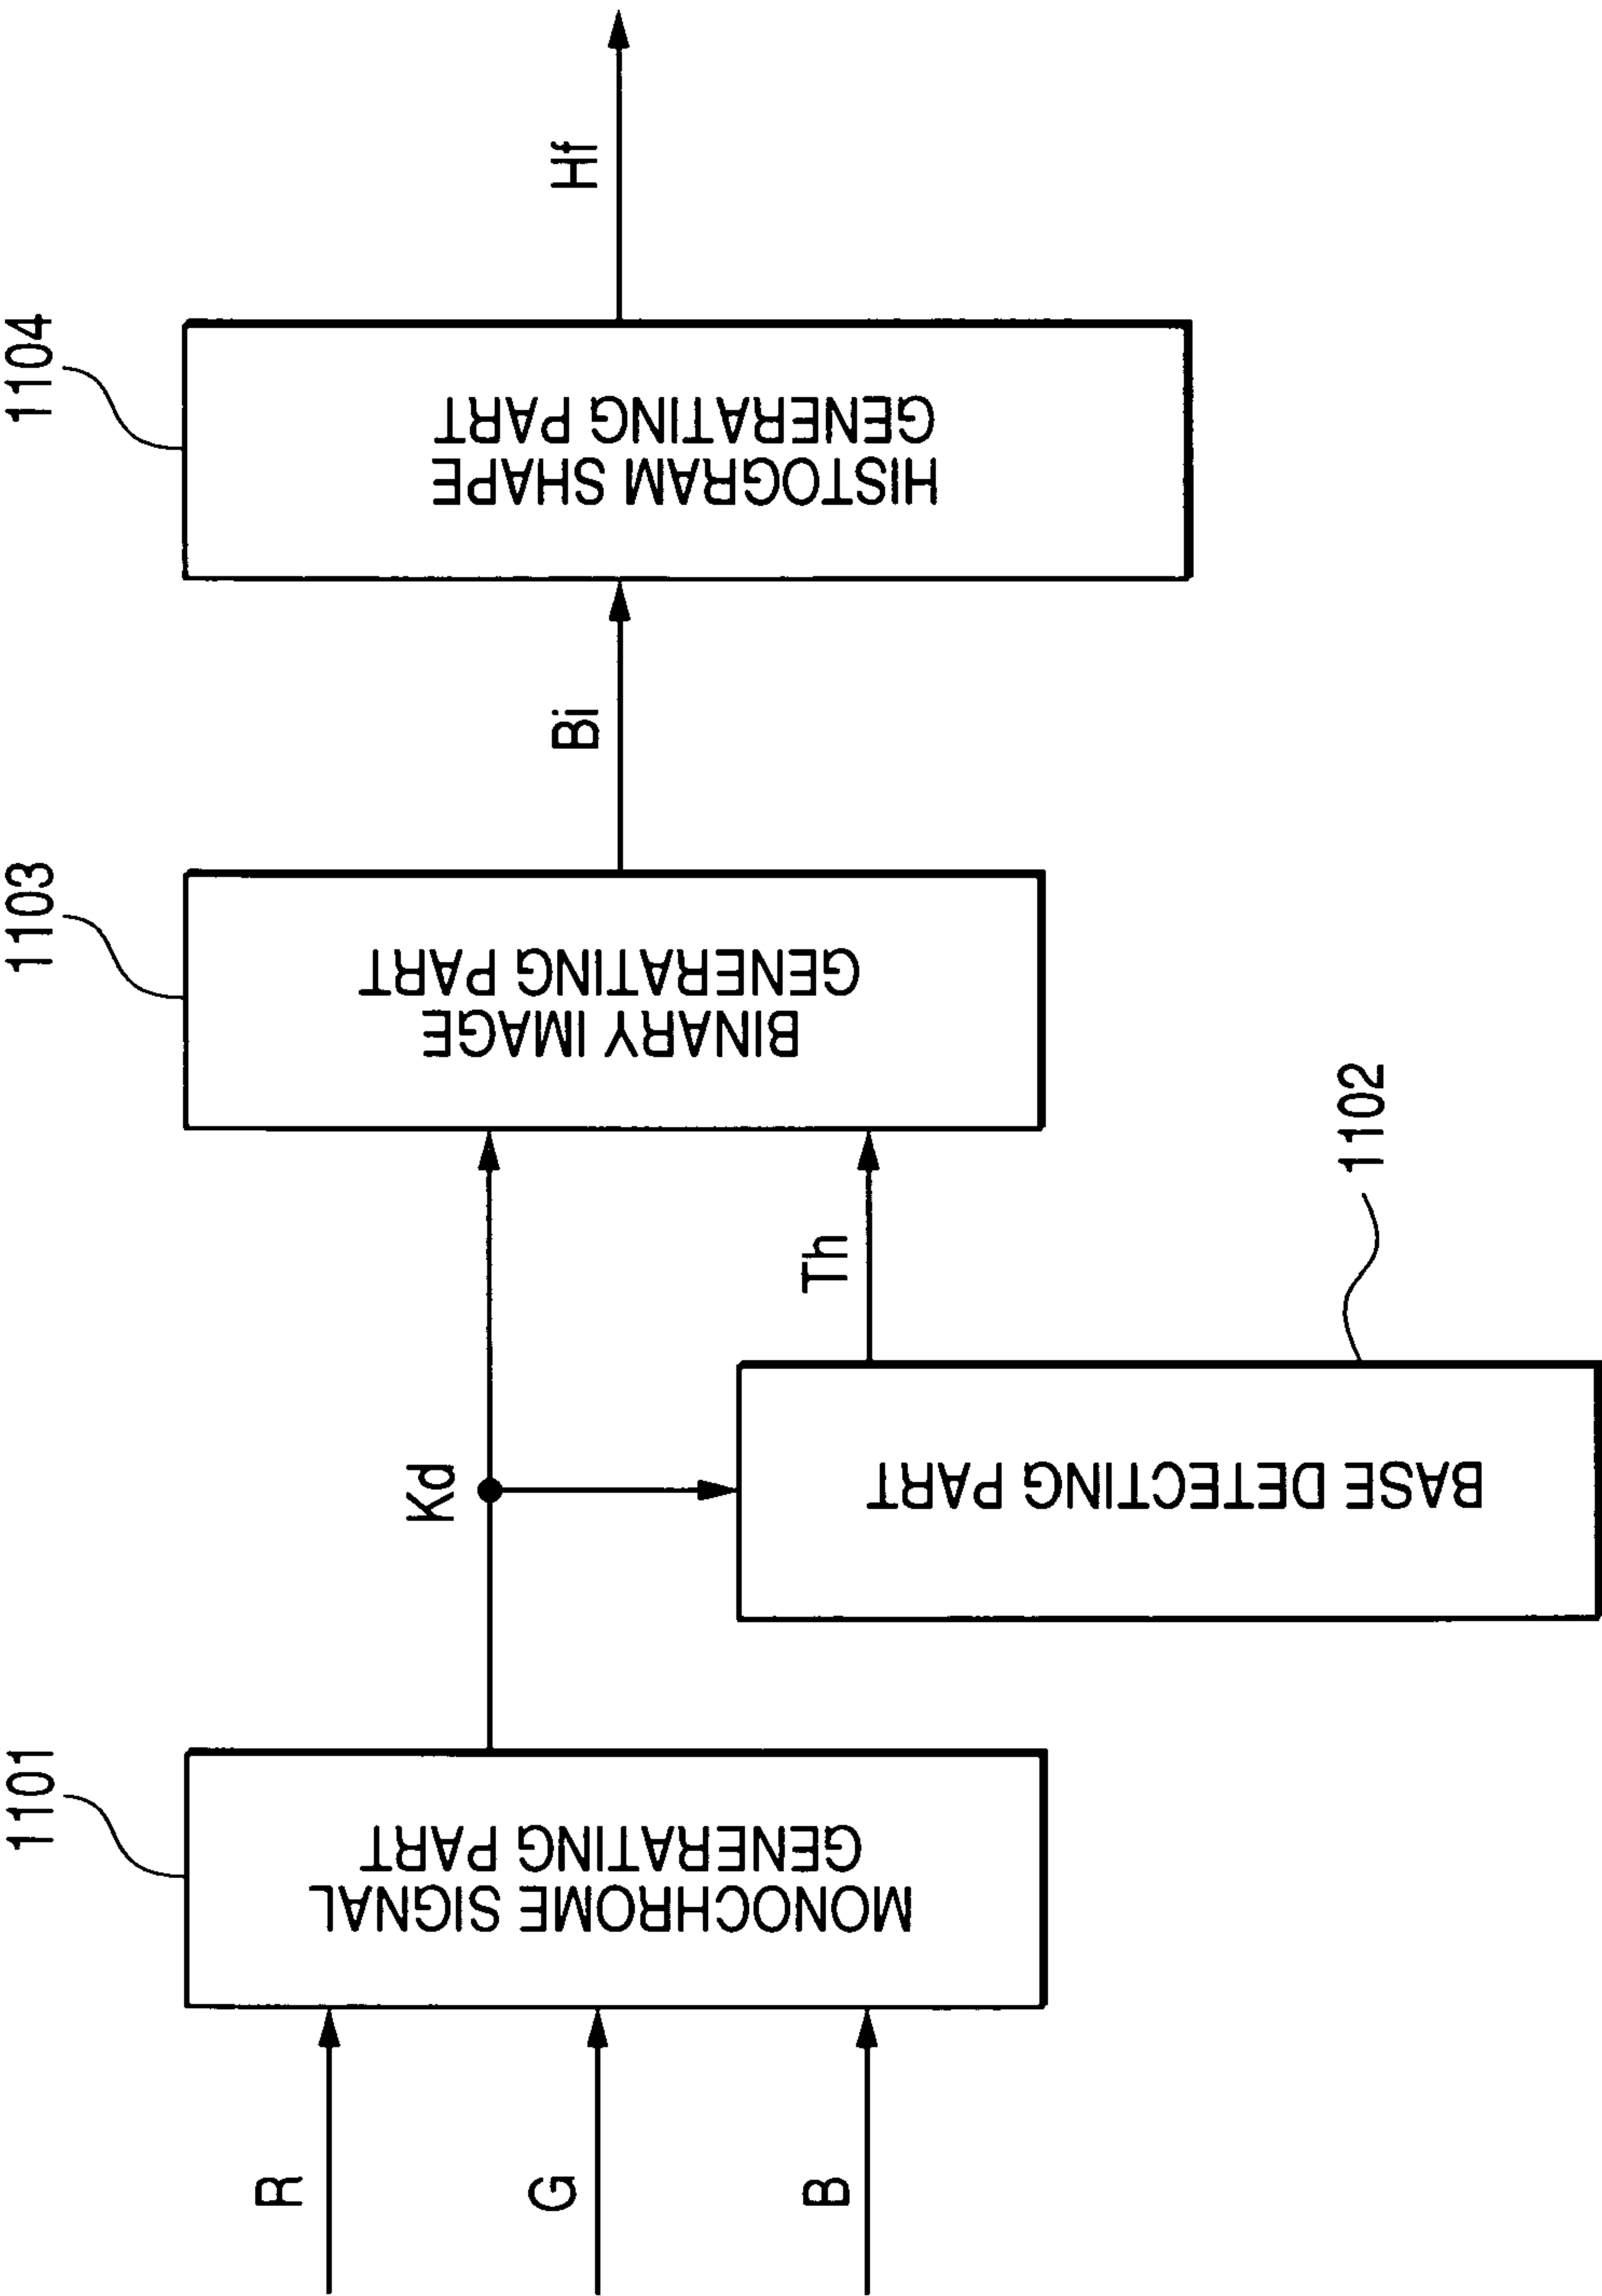 1101
MONOCHROME SIGNAL
GENERATING PART
R
G
B
Kd
1102
BASE DETECTING PART
Th
1103
BINARY IMAGE
GENERATING PART
Bi
1104
HISTOGRAM SHAPE
GENERATING PART
Hf